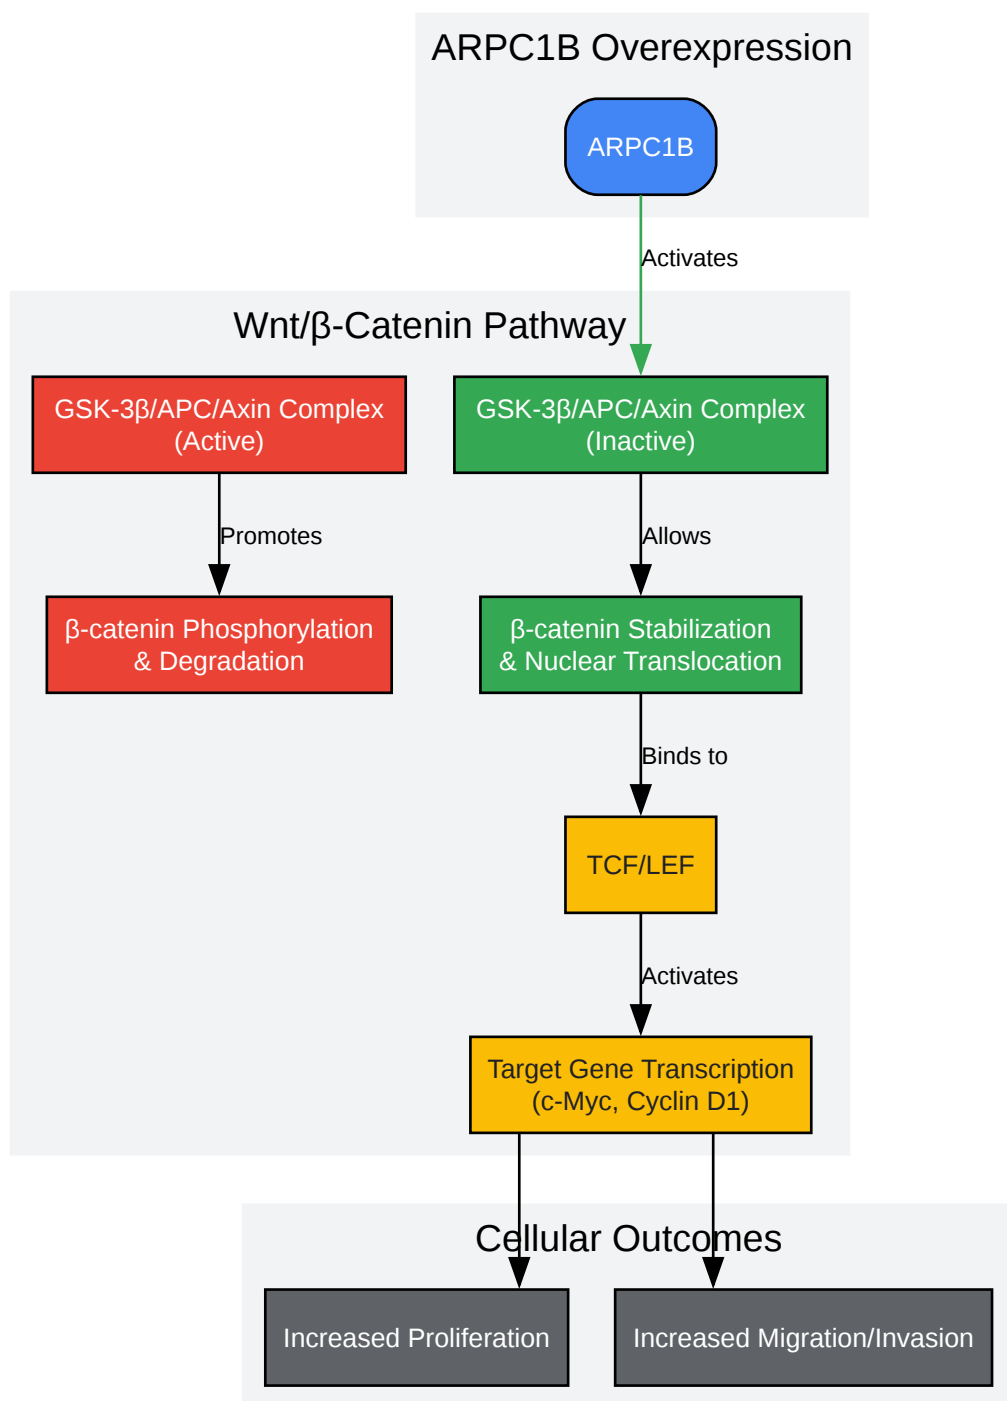 ARPC1B Overexpression
ARPC1B
Activates
Wnt/β-Catenin Pathway
GSK-3β/APC/Axin Complex
(Active)
GSK-3β/APC/Axin Complex
(Inactive)
Promotes
Allows
β-catenin Phosphorylation
& Degradation
β-catenin Stabilization
& Nuclear Translocation
Binds to
TCF/LEF
Activates
Target Gene Transcription
(c-Myc, Cyclin D1)
Cellular Outcomes
Increased Proliferation
Increased Migration/Invasion